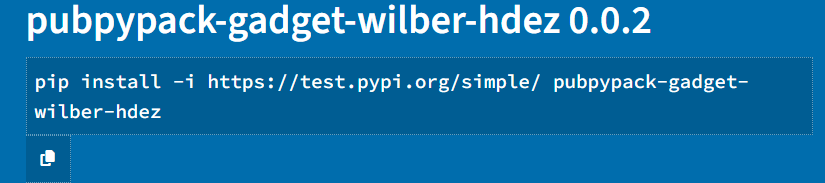 pubpypack-gadget-wilber-hdez 0.0.2
pip install -i https://test.pypi.org/simple/ pubpypack-gadget-
wilber-hdez